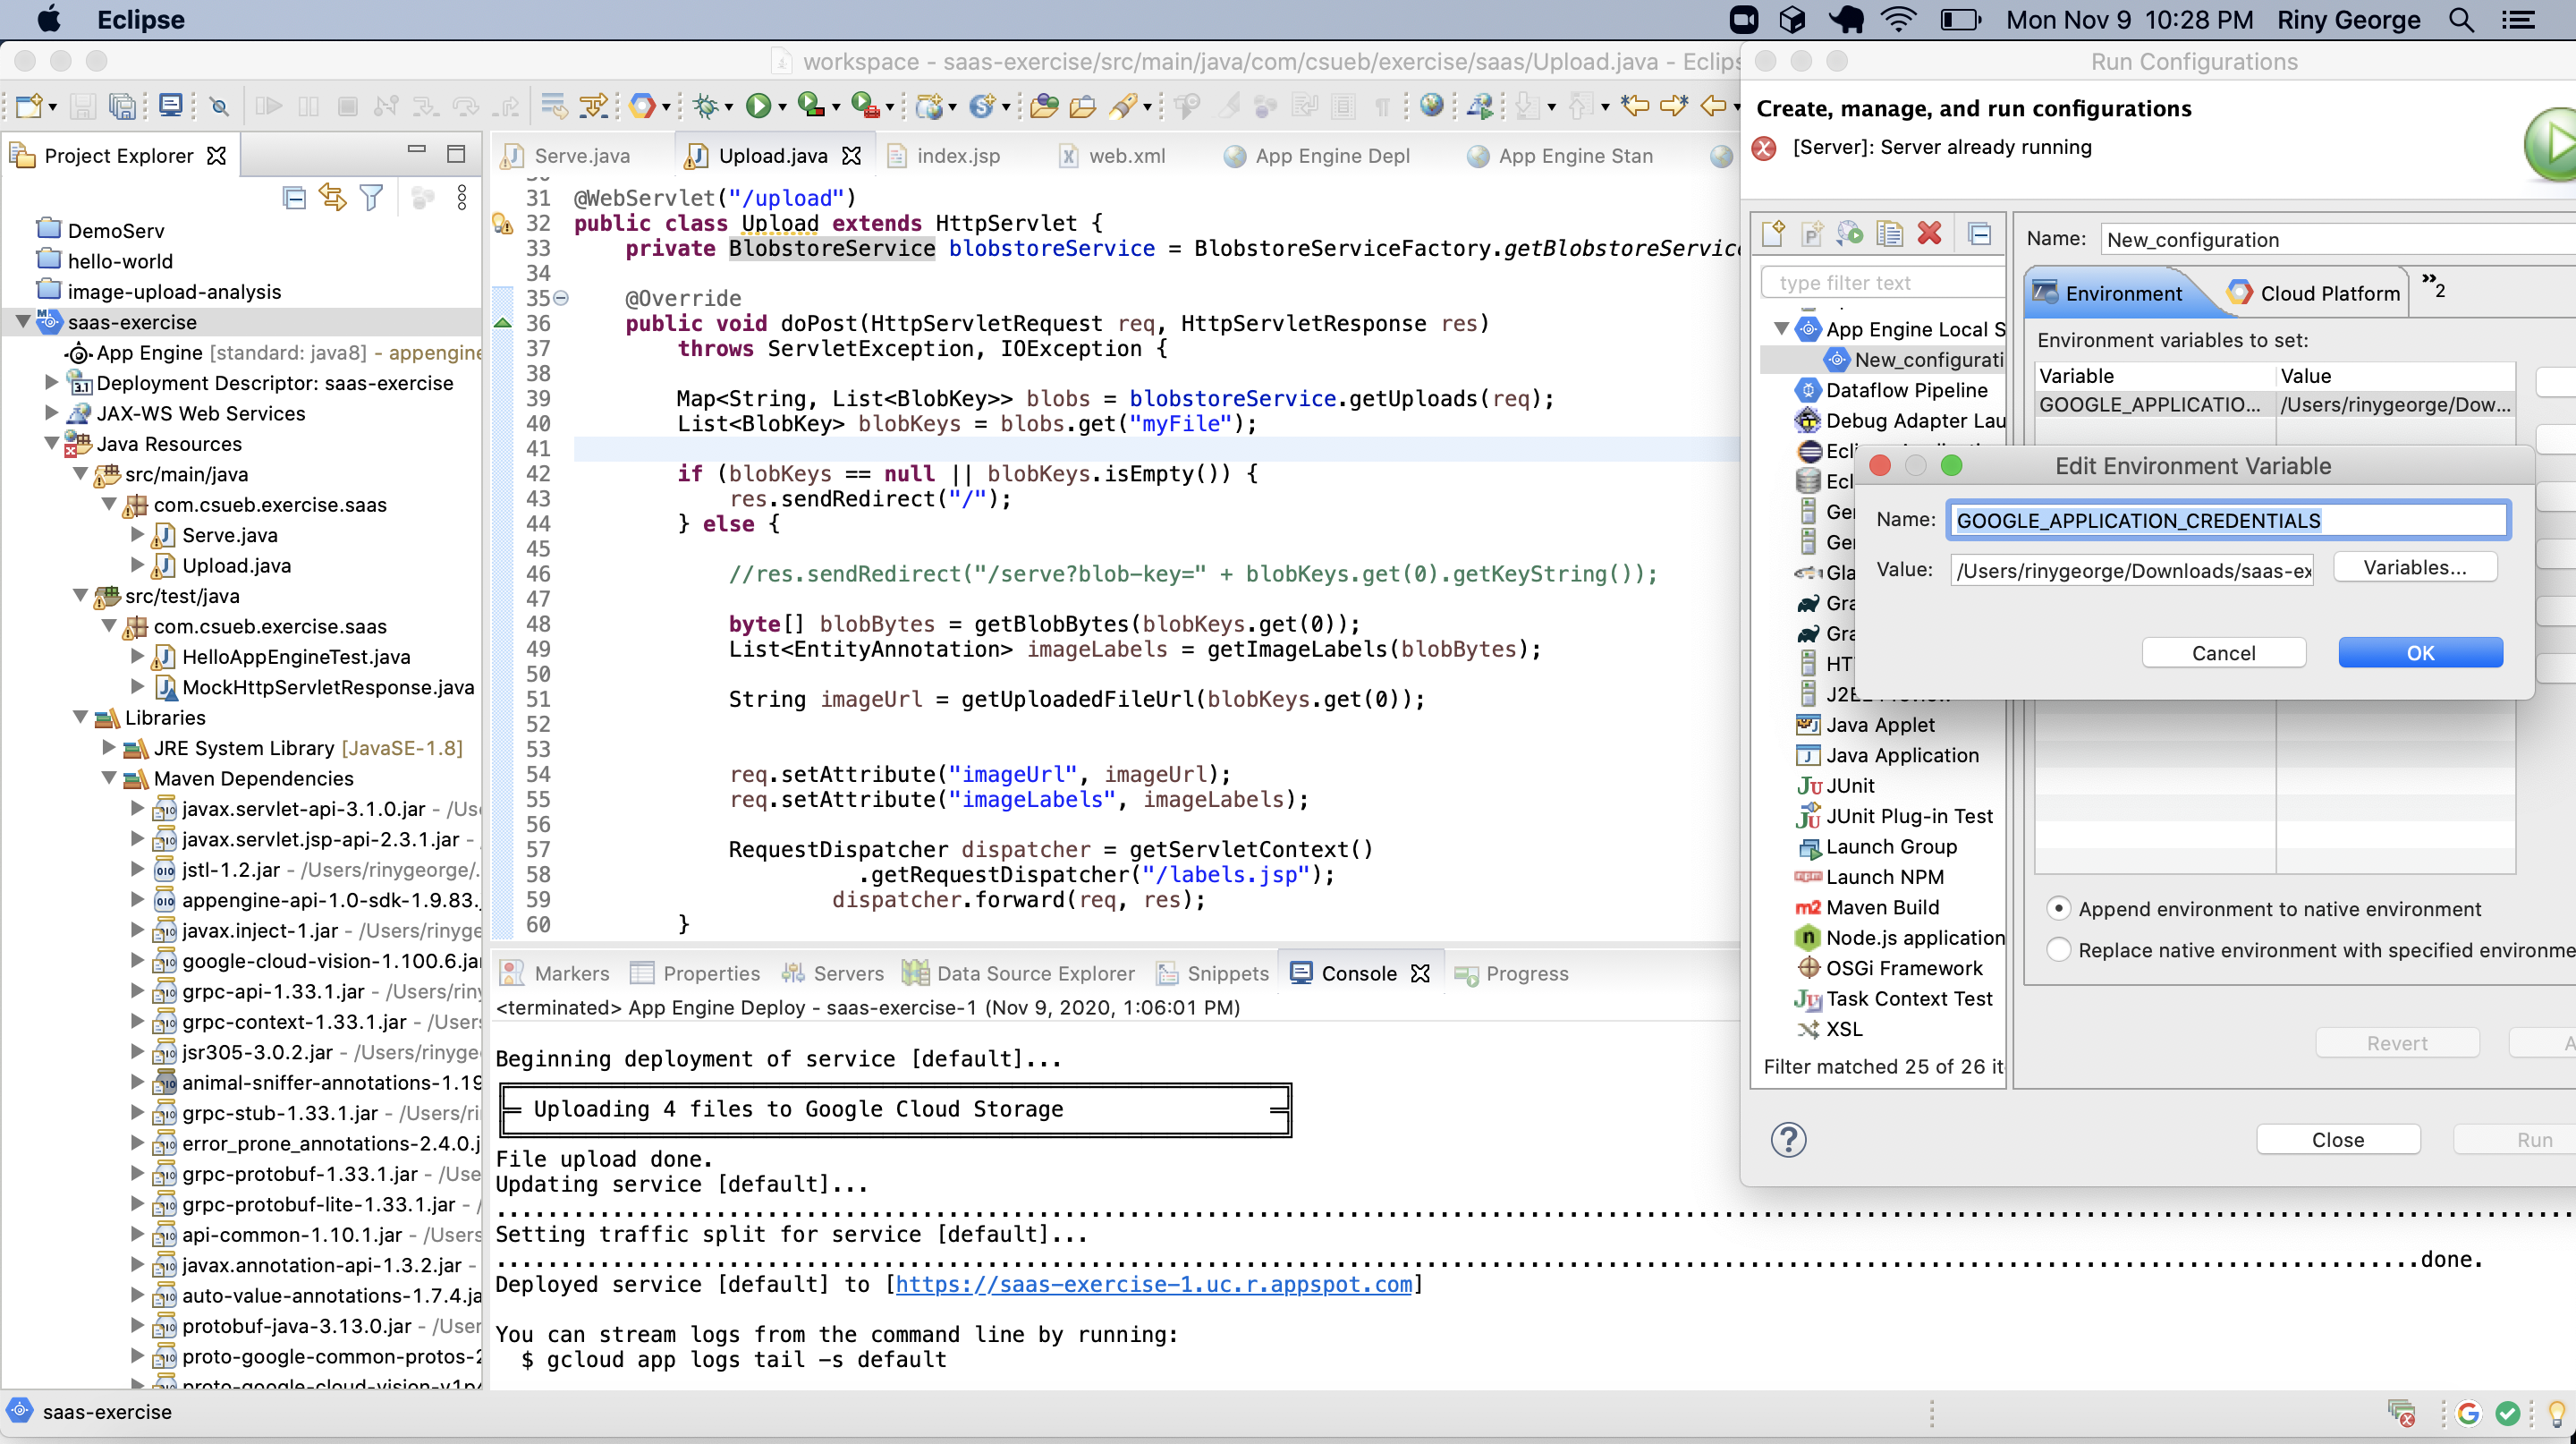 Eclipse
Mon Nov 9 10:28 PM Riny George
workspace - saas-exercise/src/main/java/com/csueb/exercise/saas/Upload.java - Eclips
Project Explorer
DemoServ
hello-world
image-upload-analysis
saas-exercise
App Engine [standard: java8] - appengine
Deployment Descriptor: saas-exercise
JAX-WS Web Services
Java Resources
src/main/java
com.csueb.exercise.saas
Serve.java
Upload.java
src/test/java
com.csueb.exercise.saas
HelloAppEngineTest.java
MockHttpServletResponse.java
Libraries
JRE System Library [JavaSE-1.8]
Maven Dependencies
javax.servlet-api-3.1.0.jar - /Use
javax.servlet.jsp-api-2.3.1.jar -
jstl-1.2.jar - /Users/rinygeorge/.
appengine-api-1.0-sdk-1.9.83.
javax.inject-1.jar - /Users/rinyge
google-cloud-vision-1.100.6.jar
grpc-api-1.33.1.jar - /Users/riny
grpc-context-1.33.1.jar - /Users
jsr305-3.0.2.jar - /Users/rinyge
animal-sniffer-annotations-1.19
grpc-stub-1.33.1.jar - /Users/ri
error_prone_annotations-2.4.0.j
grpc-protobuf-1.33.1.jar - /Use
grpc-protobuf-lite-1.33.1.jar - /
api-common-1.10.1.jar - /Users
javax.annotation-api-1.3.2.jar -
auto-value-annotations-1.7.4.ja
protobuf-java-3.13.0.jar - /User
proto-google-common-protos-2
proto-google-cloud-vision-v1p
saas-exercise
Serve.java Upload.java index.jsp web.xml App Engine Depl App Engine Stan
31 @WebServlet("/upload")
32 public class Upload extends HttpServlet {
33 private BlobstoreService blobstoreService = BlobstoreServiceFactory.getBlobstoreService
34
35 @Override
36 public void doPost(HttpServletRequest req, HttpServletResponse res)
37 throws ServletException, IOException {
38
39 Map<String, List<BlobKey>> blobs = blobstoreService.getUploads(req);
40 List<BlobKey> blobKeys = blobs.get("myFile");
41
42 if (blobKeys == null || blobKeys.isEmpty()) {
43 res.sendRedirect("/");
44 } else {
45
46 //res.sendRedirect("/serve?blob-key=" + blobKeys.get(0).getKeyString());
47
48 byte[] blobBytes = getBlobBytes(blobKeys.get(0));
49 List<EntityAnnotation> imageLabels = getImageLabels(blobBytes);
50
51 String imageUrl = getUploadedFileUrl(blobKeys.get(0));
52
53
54 req.setAttribute("imageUrl", imageUrl);
55 req.setAttribute("imageLabels", imageLabels);
56
57 RequestDispatcher dispatcher = getServletContext()
58 .getRequestDispatcher("/labels.jsp");
59 dispatcher.forward(req, res);
60 }
Markers Properties Servers Data Source Explorer Snippets Console Progress
<terminated> App Engine Deploy - saas-exercise-1 (Nov 9, 2020, 1:06:01 PM)
Beginning deployment of service [default]...
Uploading 4 files to Google Cloud Storage
File upload done.
Updating service [default]...
Setting traffic split for service [default]...
done.
Deployed service [default] to [https://saas-exercise-1.uc.r.appspot.com]
You can stream logs from the command line by running:
$ gcloud app logs tail -s default
Run Configurations
Create, manage, and run configurations
[Server]: Server already running
type filter text
App Engine Local S
New_configurati
Dataflow Pipeline
Debug Adapter Lau
Ecl
Ecl
Ger
Ger
Gla
Gra
Gra
HT
J2E
Java Applet
Java Application
JUnit
JUnit Plug-in Test
Launch Group
Launch NPM
Maven Build
Node.js application
OSGi Framework
Task Context Test
XSL
Filter matched 25 of 26 it
Name: New_configuration
Environment Cloud Platform »2
Environment variables to set:
Variable Value
GOOGLE_APPLICATIO... /Users/rinygeorge/Dow...
Edit Environment Variable
Name: GOOGLE_APPLICATION_CREDENTIALS
Value: /Users/rinygeorge/Downloads/saas-ex Variables...
Cancel OK
Append environment to native environment
Replace native environment with specified environme
Revert A
Close Run